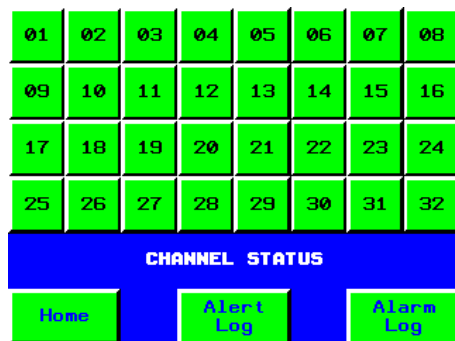 01 02 03 04 05 06 07 08
09 10 11 12 13 14 15 16
17 18 19 20 21 22 23 24
25 26 27 28 29 30 31 32
CHANNEL STATUS
Home
Alert
Log
Alarm
Log